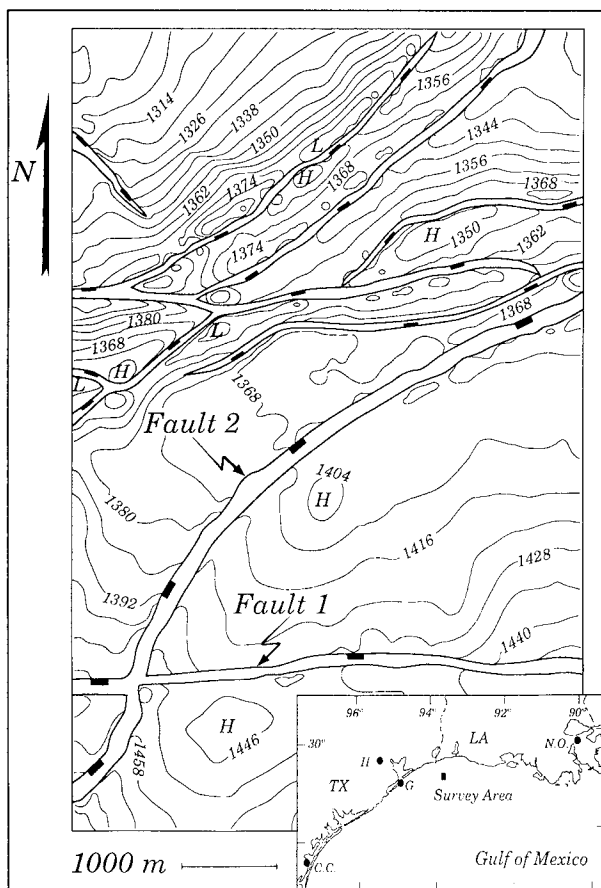 1314
1326
1338
1350
1356
L
H
1368
1344
1356
N
1362
1374
1368
H
1350
1362
1374
1380
1368
L
H
L
1368
1368
Fault 2
1404
H
1380
1416
1428
1392
Fault 1
1440
H
1446
1458
96°
94°
90°
30°
LA
N.O.
H
TX
G
Survey Area
C.C.
Gulf of Mexico
1000 m